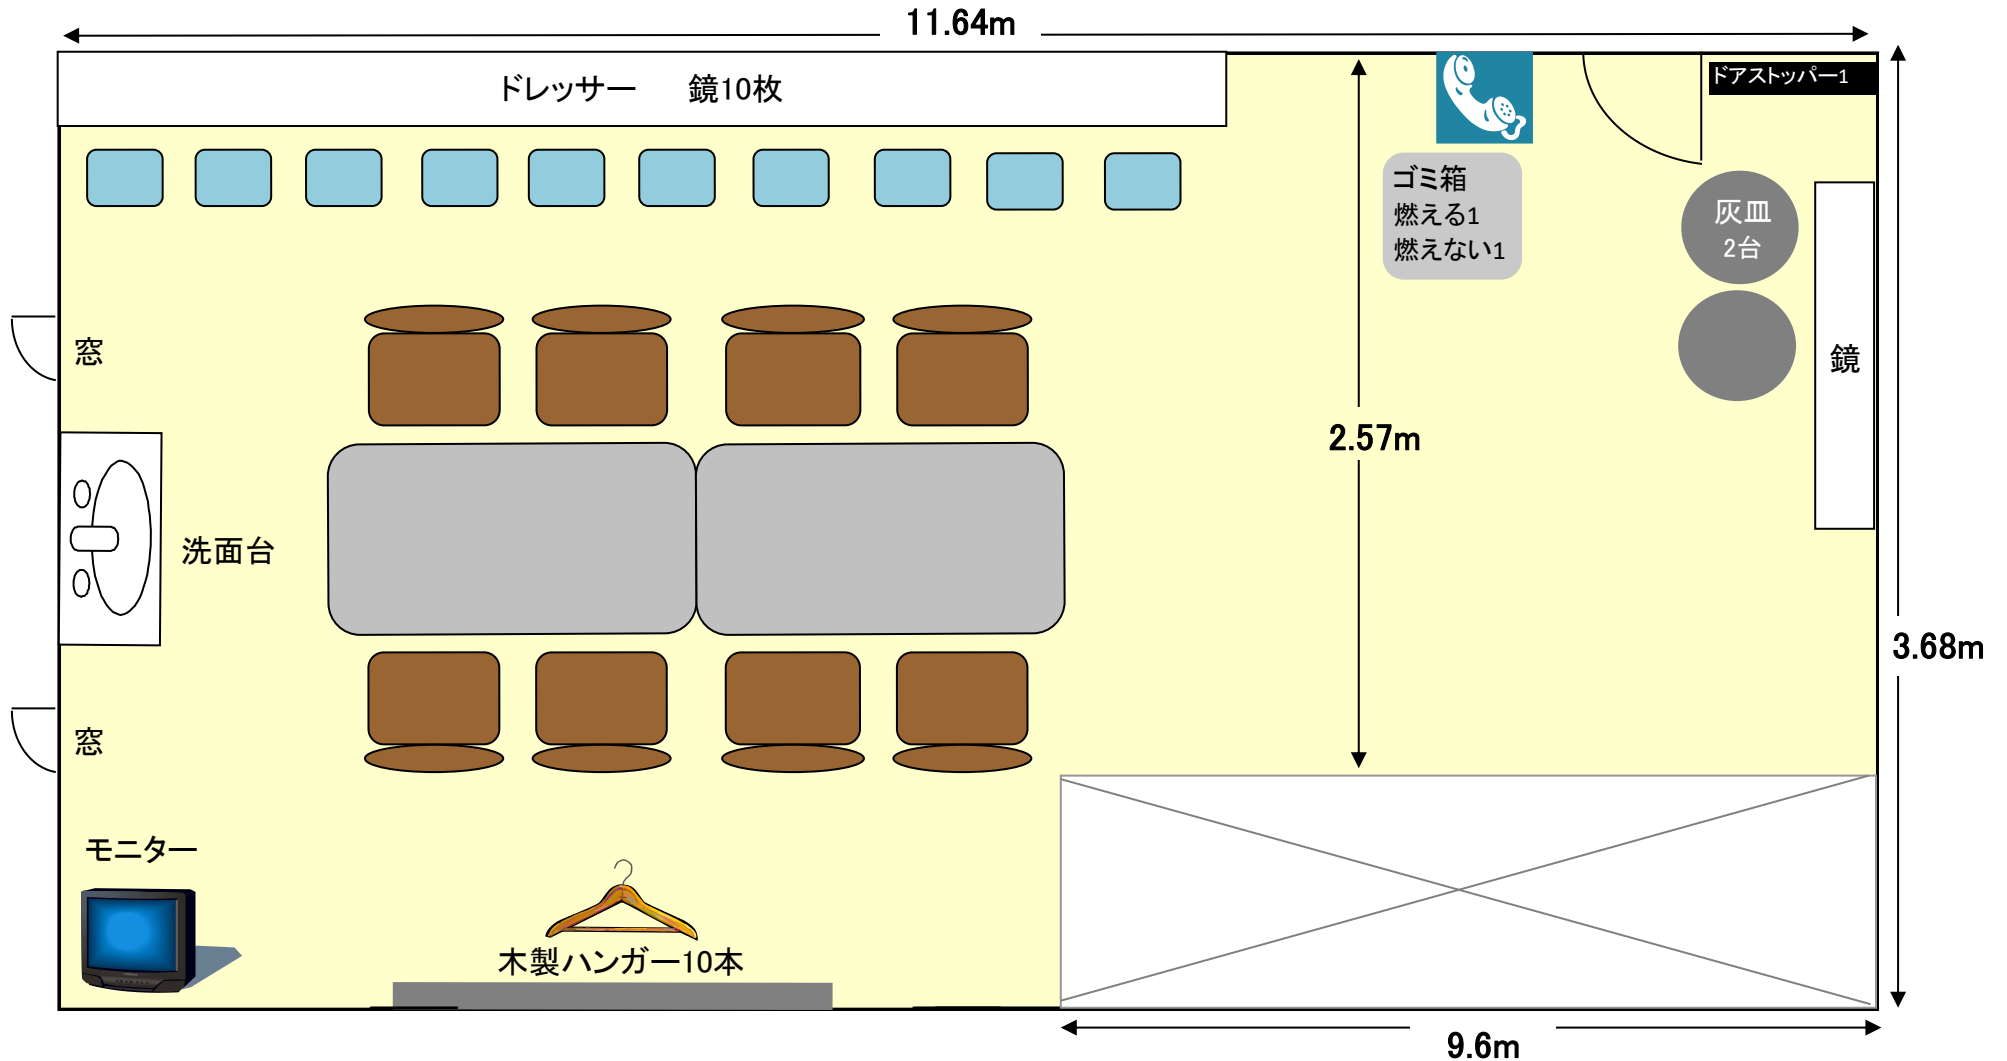 11.64m
ドレッサー　　鏡10枚
ドアストッパー1
ゴミ箱
燃える1
燃えない1
灰皿
2台
窓
鏡
2.57m
洗面台
3.68m
窓
モニター
木製ハンガー10本
9.6m